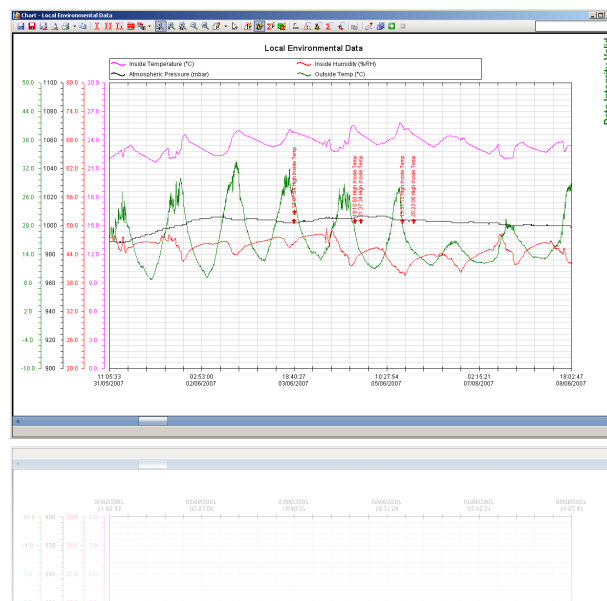 Chart - Local Environmental Data
Local Environmental Data
Inside Temperature (°C)
Inside Humidity (%RH)
Atmospheric Pressure (mbar)
Outside Temp (°C)
50.0 1100 80.0 30.0
44.0 1080 74.0 27.0
38.0 1060 68.0 24.0
32.0 1040 62.0 21.0
26.0 1020 56.0 18.0
20.0 1000 50.0 15.0
14.0 980 44.0 12.0
8.0 960 38.0 9.0
2.0 940 32.0 6.0
-4.0 920 26.0 3.0
-10.0 900 20.0 0.0
High Inside Temp
High Inside Temp
High Inside Temp
High Inside Temp
20:22:08 High Inside Temp
11:05:33 02:53:00 18:40:27 10:27:54 02:15:21 18:02:47
31/05/2007 02/06/2007 03/06/2007 05/06/2007 07/06/2007 08/06/2007
Data Integrity Valid